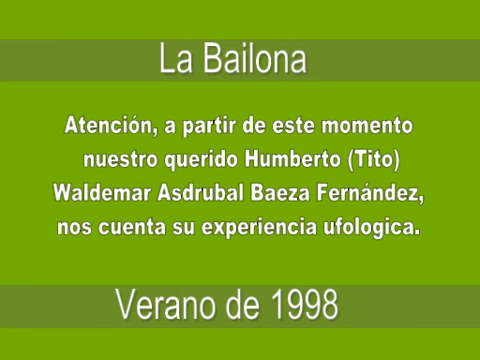 La Bailona
Atención, a partir de este momento
nuestro querido Humberto (Tito)
Waldemar Asdrubal Baeza Fernández,
nos cuenta su experiencia ufologica.
Verano de 1998